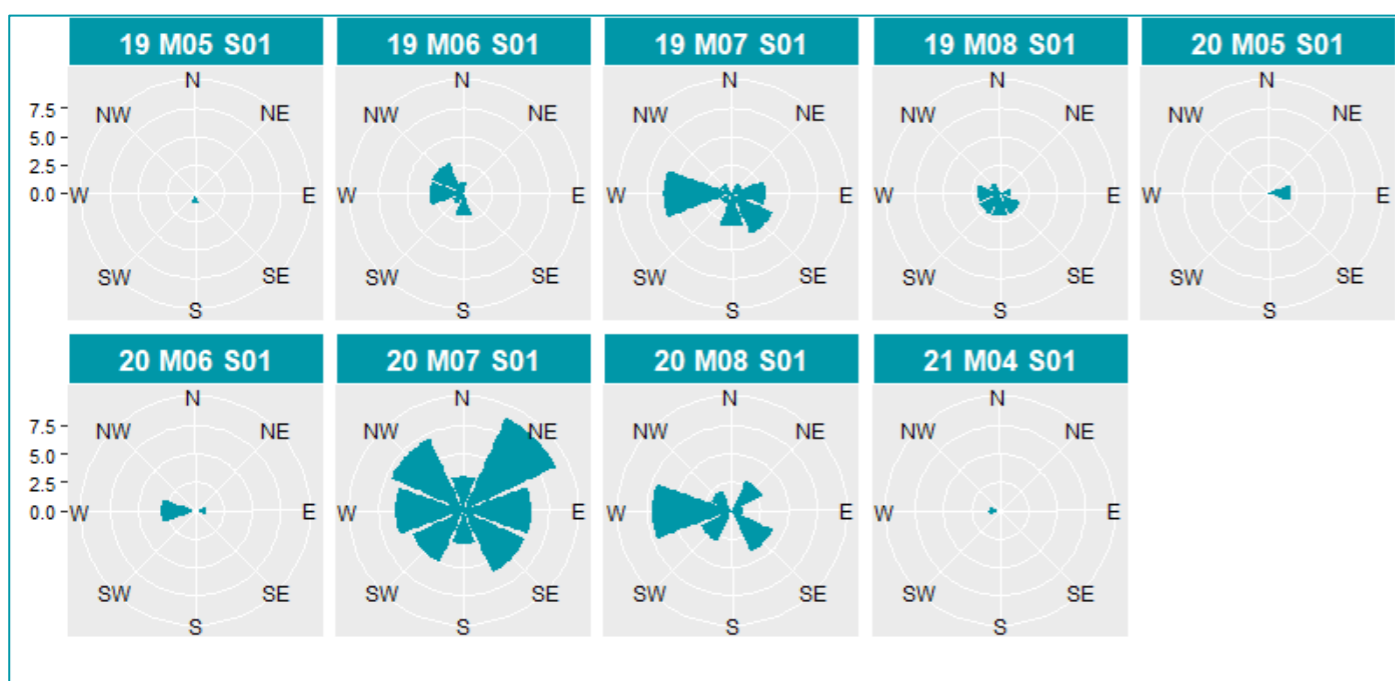 19 M05 S01
19 M06 S01
19 M07 S01
19 M08 S01
20 M05 S01
7.5
5.0
2.5
0.0
N
NE
E
SE
S
SW
W
NW
N
NE
E
SE
S
SW
W
NW
N
NE
E
SE
S
SW
W
NW
N
NE
E
SE
S
SW
W
NW
N
NE
E
SE
S
SW
W
NW
20 M06 S01
20 M07 S01
20 M08 S01
21 M04 S01
7.5
5.0
2.5
0.0
N
NE
E
SE
S
SW
W
NW
N
NE
E
SE
S
SW
W
NW
N
NE
E
SE
S
SW
W
NW
N
NE
E
SE
S
SW
W
NW